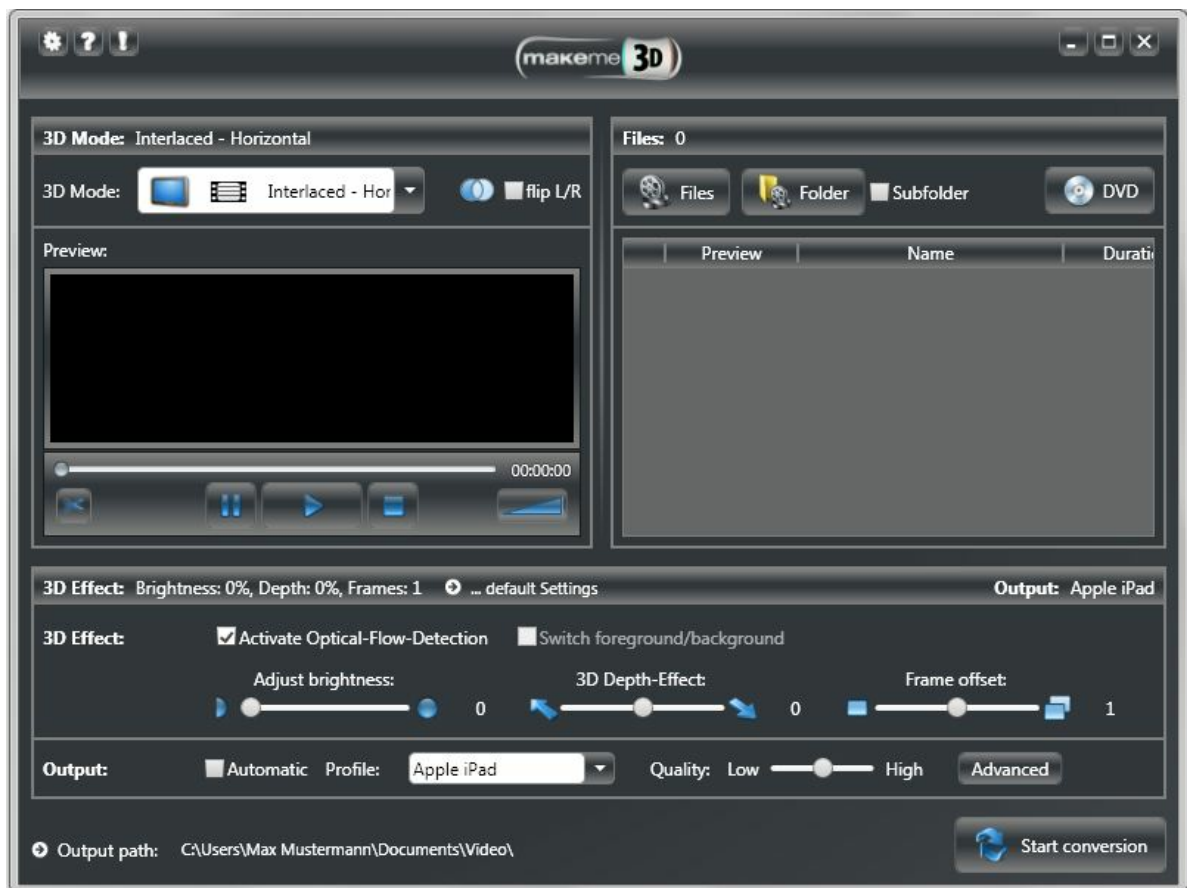 makeme 3D
3D Mode: Interlaced - Horizontal
3D Mode: Interlaced - Hor flip L/R
Preview:
00:00:00
Files: 0
Files Folder Subfolder DVD
Preview Name Durati
3D Effect: Brightness: 0%, Depth: 0%, Frames: 1 ... default Settings Output: Apple iPad
3D Effect: Activate Optical-Flow-Detection Switch foreground/background
Adjust brightness: 3D Depth-Effect: Frame offset:
0 0 1
Output: Automatic Profile: Apple iPad Quality: Low High Advanced
Output path: C:\Users\Max Mustermann\Documents\Video\ Start conversion